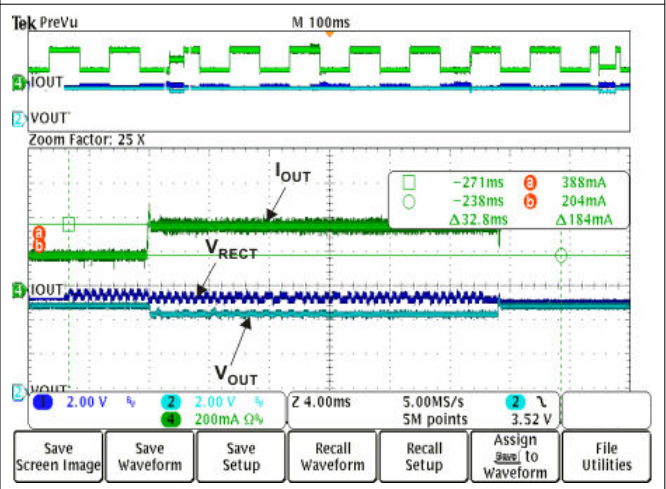 Tek PreVu M 100ms
4 IOUT
2 VOUT
Zoom Factor: 25 X
IOUT
-271ms a 388mA
-238ms b 204mA
Δ32.8ms Δ184mA
a
b
VRECT
4 IOUT
VOUT
2 VOUT
1 2.00 V 2 2.00 V Z 4.00ms 5.00MS/s 2
4 200mA Ω 5M points 3.52 V
Save Screen Image
Save Waveform
Save Setup
Recall Waveform
Recall Setup
Assign Save to Waveform
File Utilities